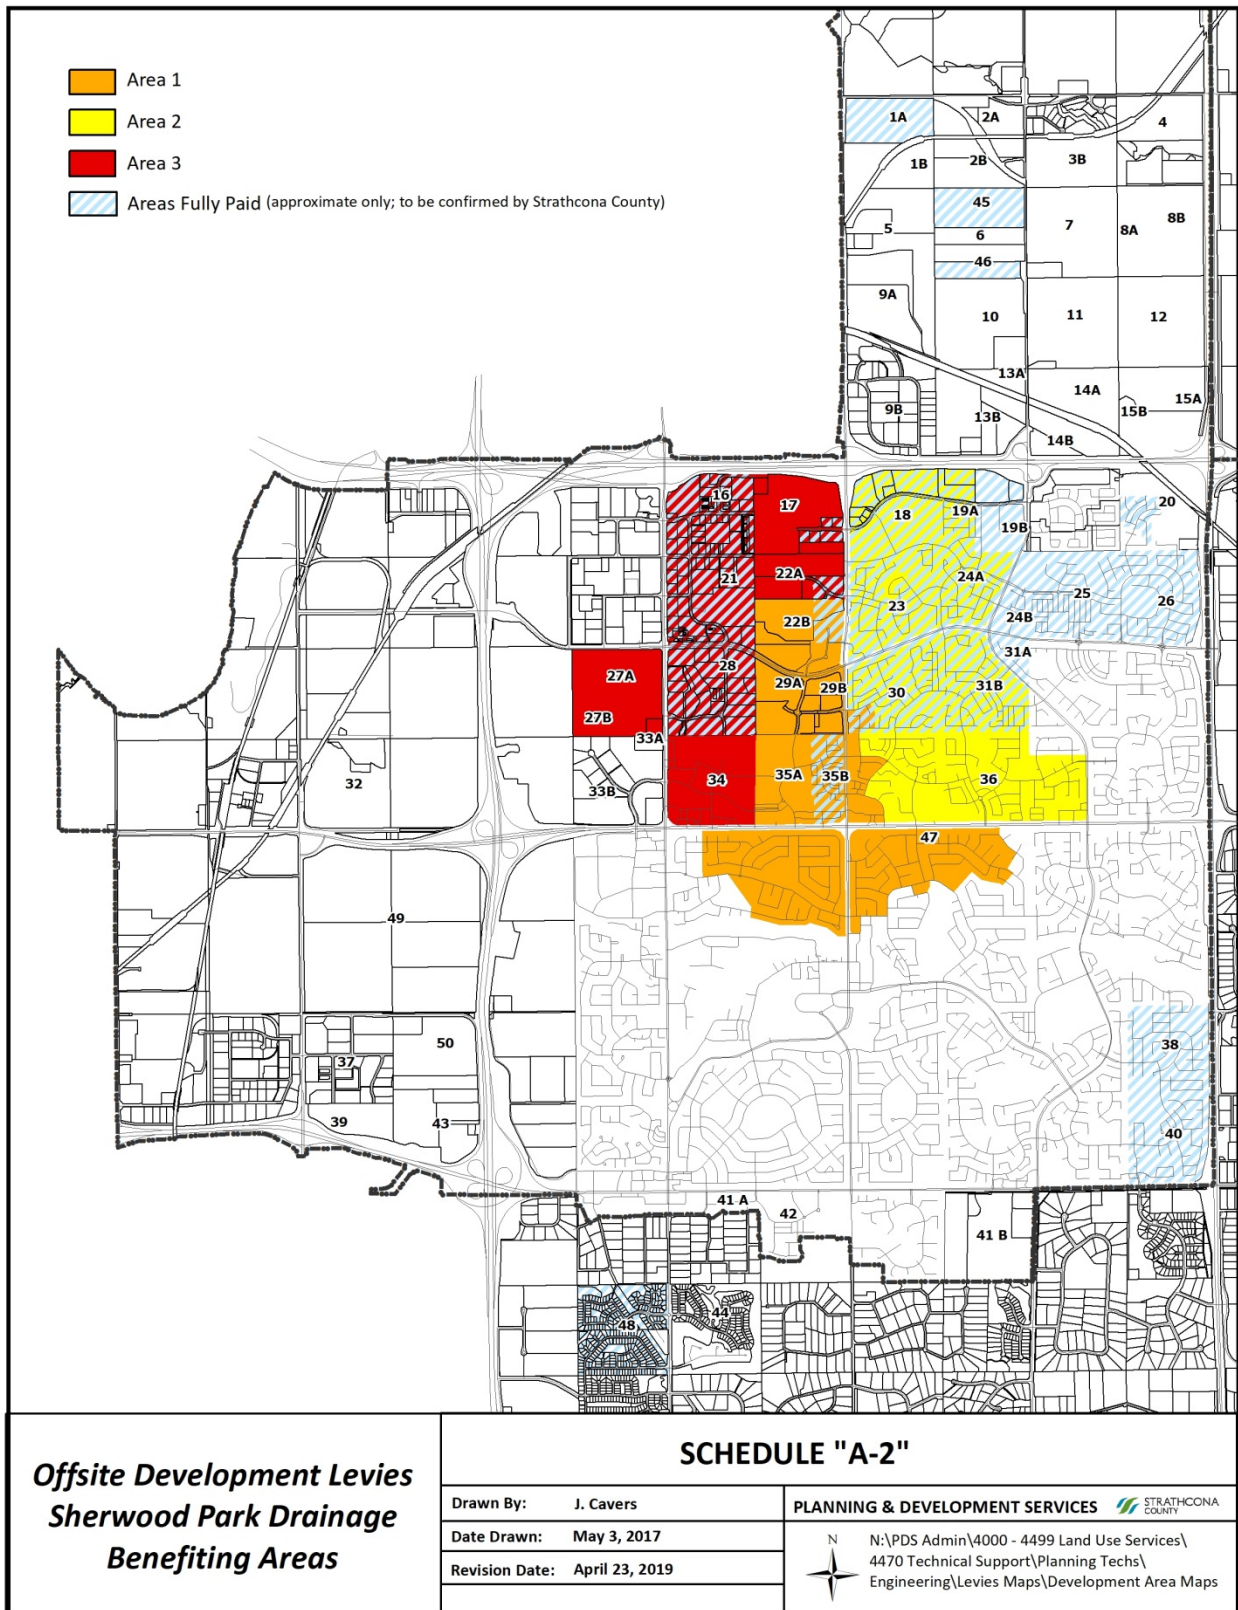 Area 1
Area 2
Area 3
Areas Fully Paid (approximate only; to be confirmed by Strathcona County)
1A
2A
4
1B
2B
3B
45
5
6
7
8A
8B
46
9A
10
11
12
13A
14A
15A
9B
13B
15B
14B
16
17
18
19A
19B
20
21
22A
24A
23
25
26
22B
24B
31A
28
27A
29A
29B
30
31B
27B
33A
32
33B
34
35A
35B
36
47
49
50
37
38
39
43
40
41 A
42
41 B
48
44
Offsite Development Levies
Sherwood Park Drainage
Benefiting Areas
SCHEDULE "A-2"
Drawn By: J. Cavers
Date Drawn: May 3, 2017
Revision Date: April 23, 2019
PLANNING & DEVELOPMENT SERVICES
STRATHCONA
COUNTY
N
N:\PDS Admin\4000 - 4499 Land Use Services\
4470 Technical Support\Planning Techs\
Engineering\Levies Maps\Development Area Maps